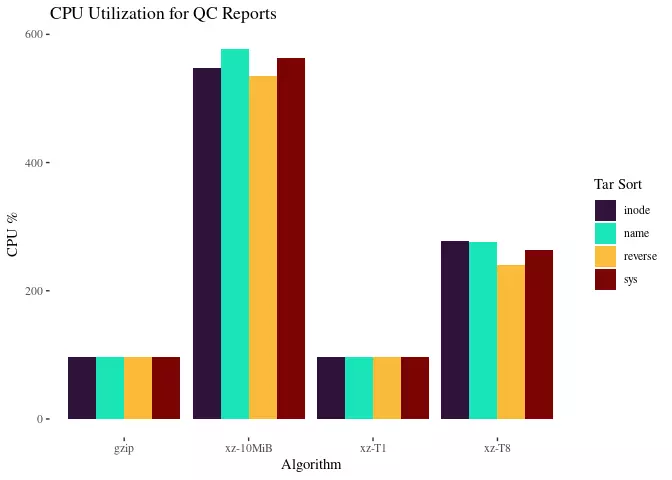 CPU Utilization for QC Reports
600
400
200
0
CPU %
gzip
xz-10MiB
xz-T1
xz-T8
Algorithm
Tar Sort
inode
name
reverse
sys